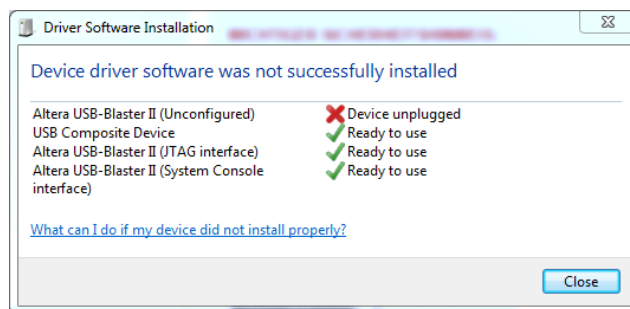 Driver Software Installation
Device driver software was not successfully installed
Altera USB-Blaster II (Unconfigured) Device unplugged
USB Composite Device Ready to use
Altera USB-Blaster II (JTAG interface) Ready to use
Altera USB-Blaster II (System Console Ready to use
interface)
What can I do if my device did not install properly?
Close